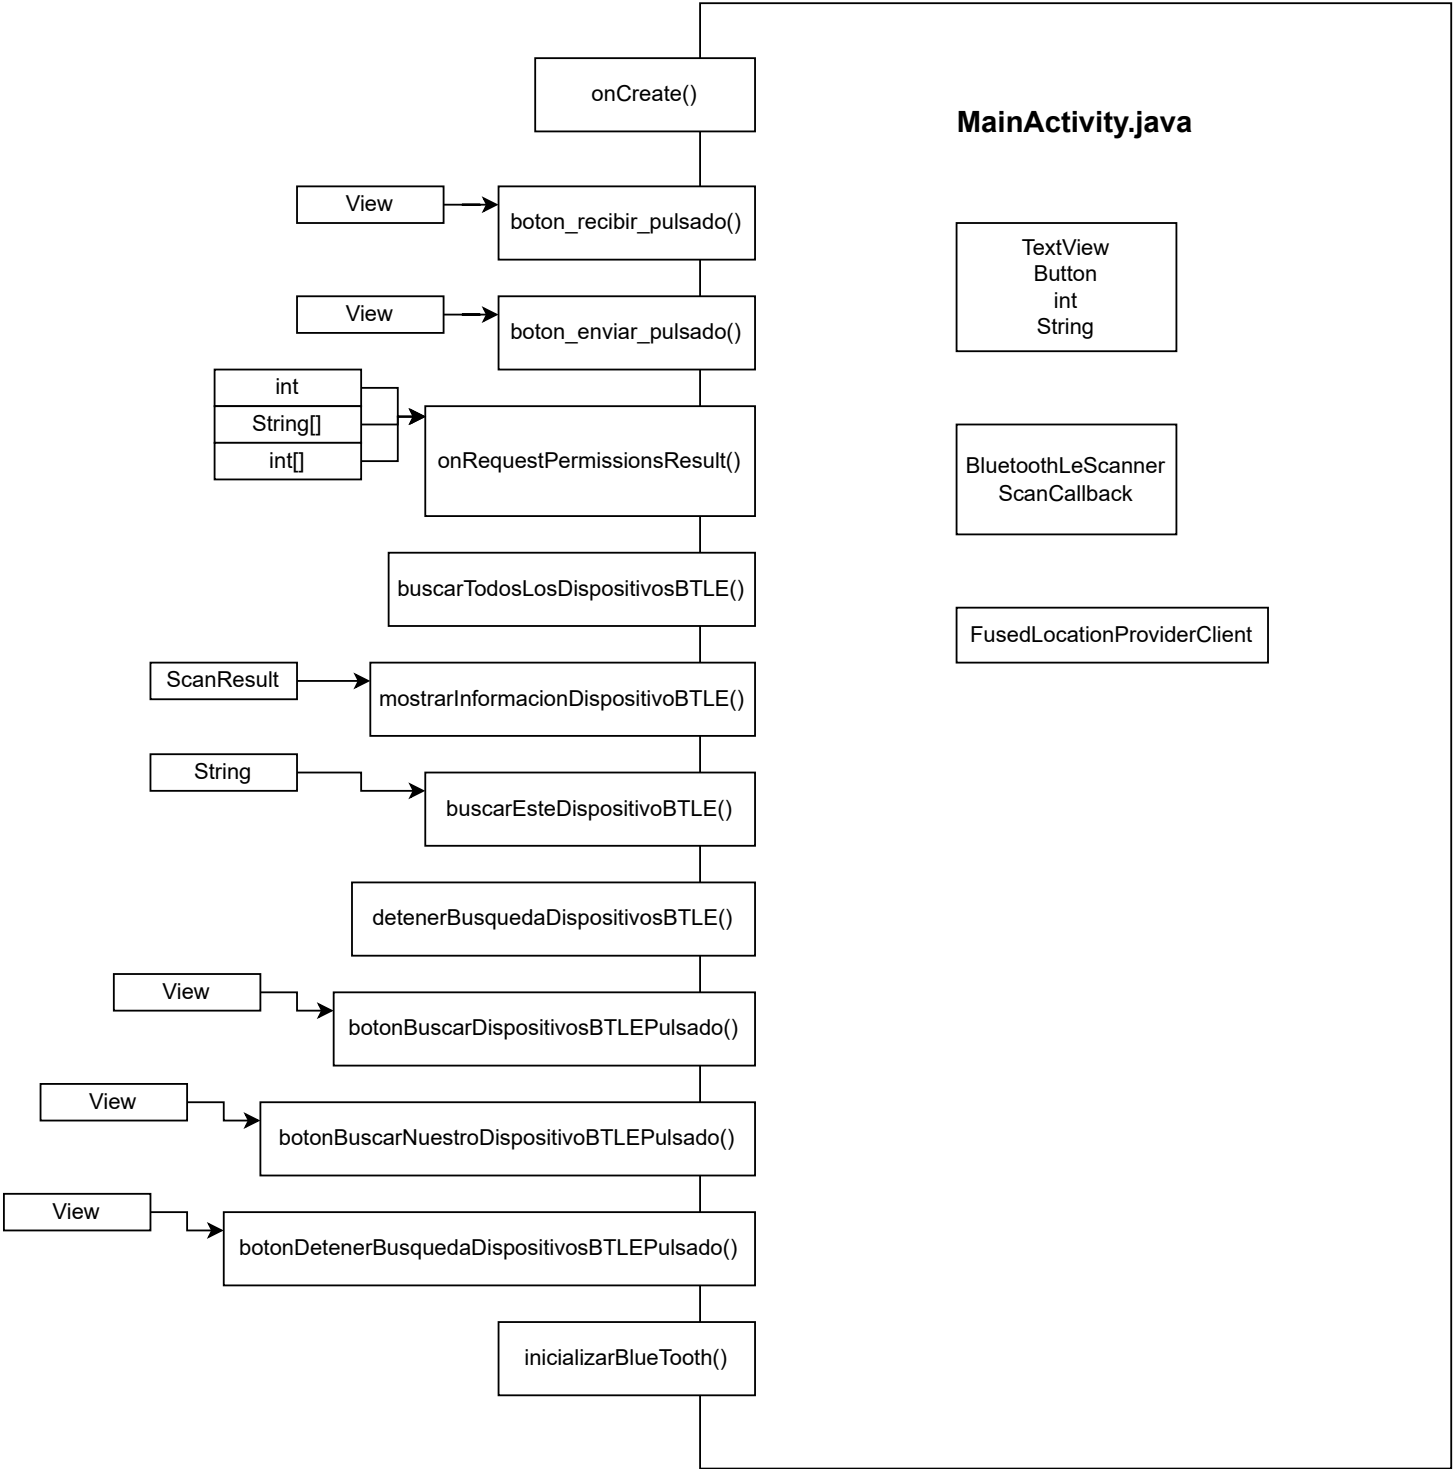 onCreate()
MainActivity.java
View
boton_recibir_pulsado()
TextView
Button
int
String
View
boton_enviar_pulsado()
int
String[]
int[]
onRequestPermissionsResult()
BluetoothLeScanner
ScanCallback
buscarTodosLosDispositivosBTLE()
FusedLocationProviderClient
ScanResult
mostrarInformacionDispositivoBTLE()
String
buscarEsteDispositivoBTLE()
detenerBusquedaDispositivosBTLE()
View
botonBuscarDispositivosBTLEPulsado()
View
botonBuscarNuestroDispositivoBTLEPulsado()
View
botonDetenerBusquedaDispositivosBTLEPulsado()
inicializarBlueTooth()